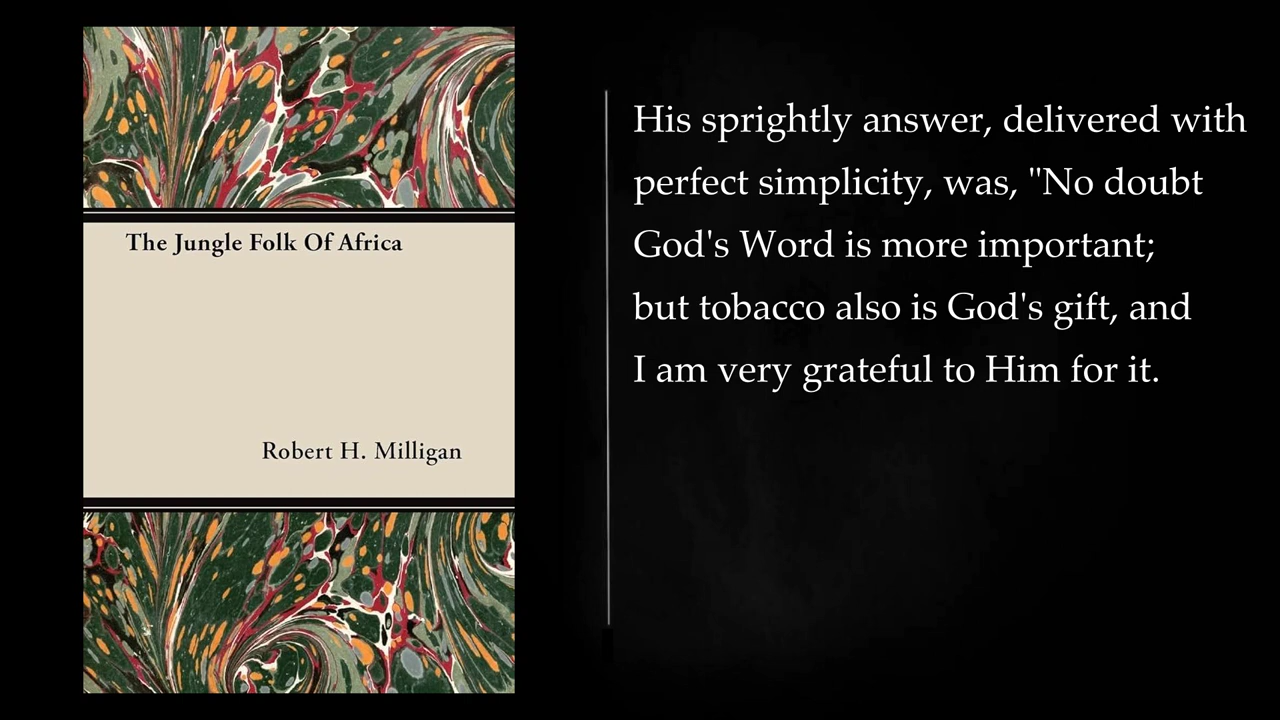 The Jungle Folk Of Africa
Robert H. Milligan
His sprightly answer, delivered with
perfect simplicity, was, "No doubt
God's Word is more important;
but tobacco also is God's gift, and
I am very grateful to Him for it.